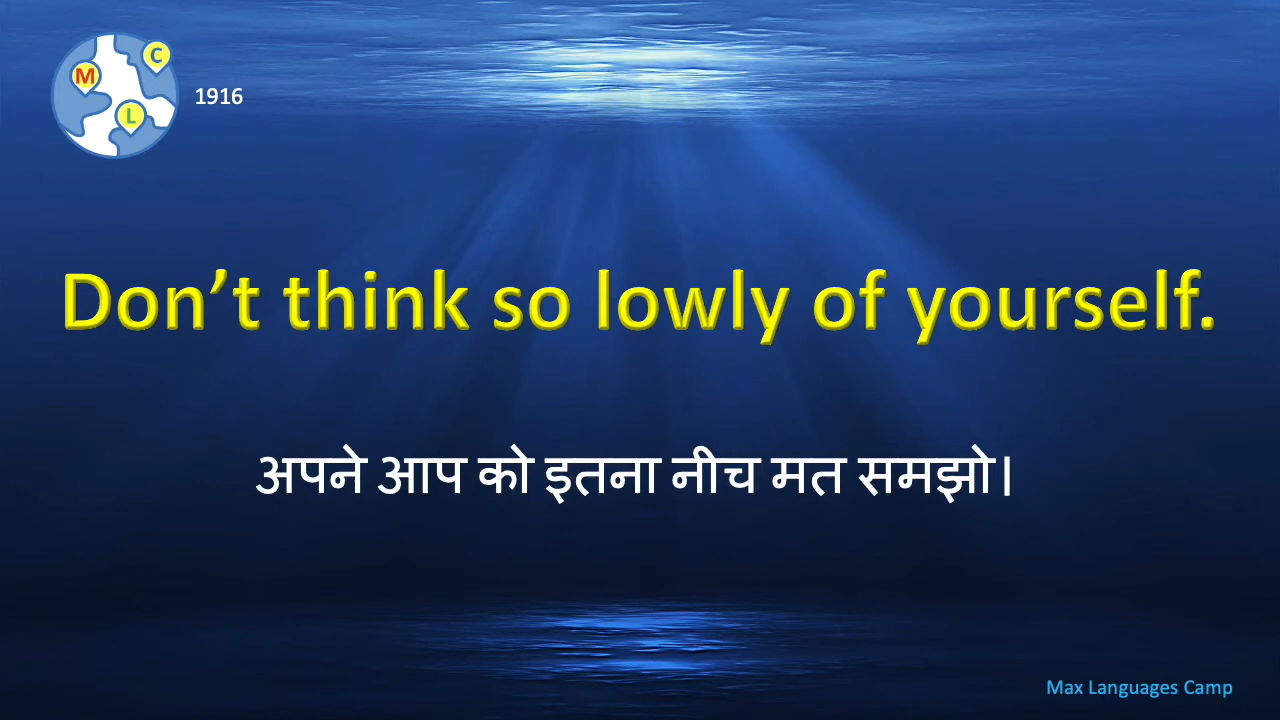 C
M
L
1916
Don’t think so lowly of yourself.
अपने आप को इतना नीच मत समझो।
Max Languages Camp